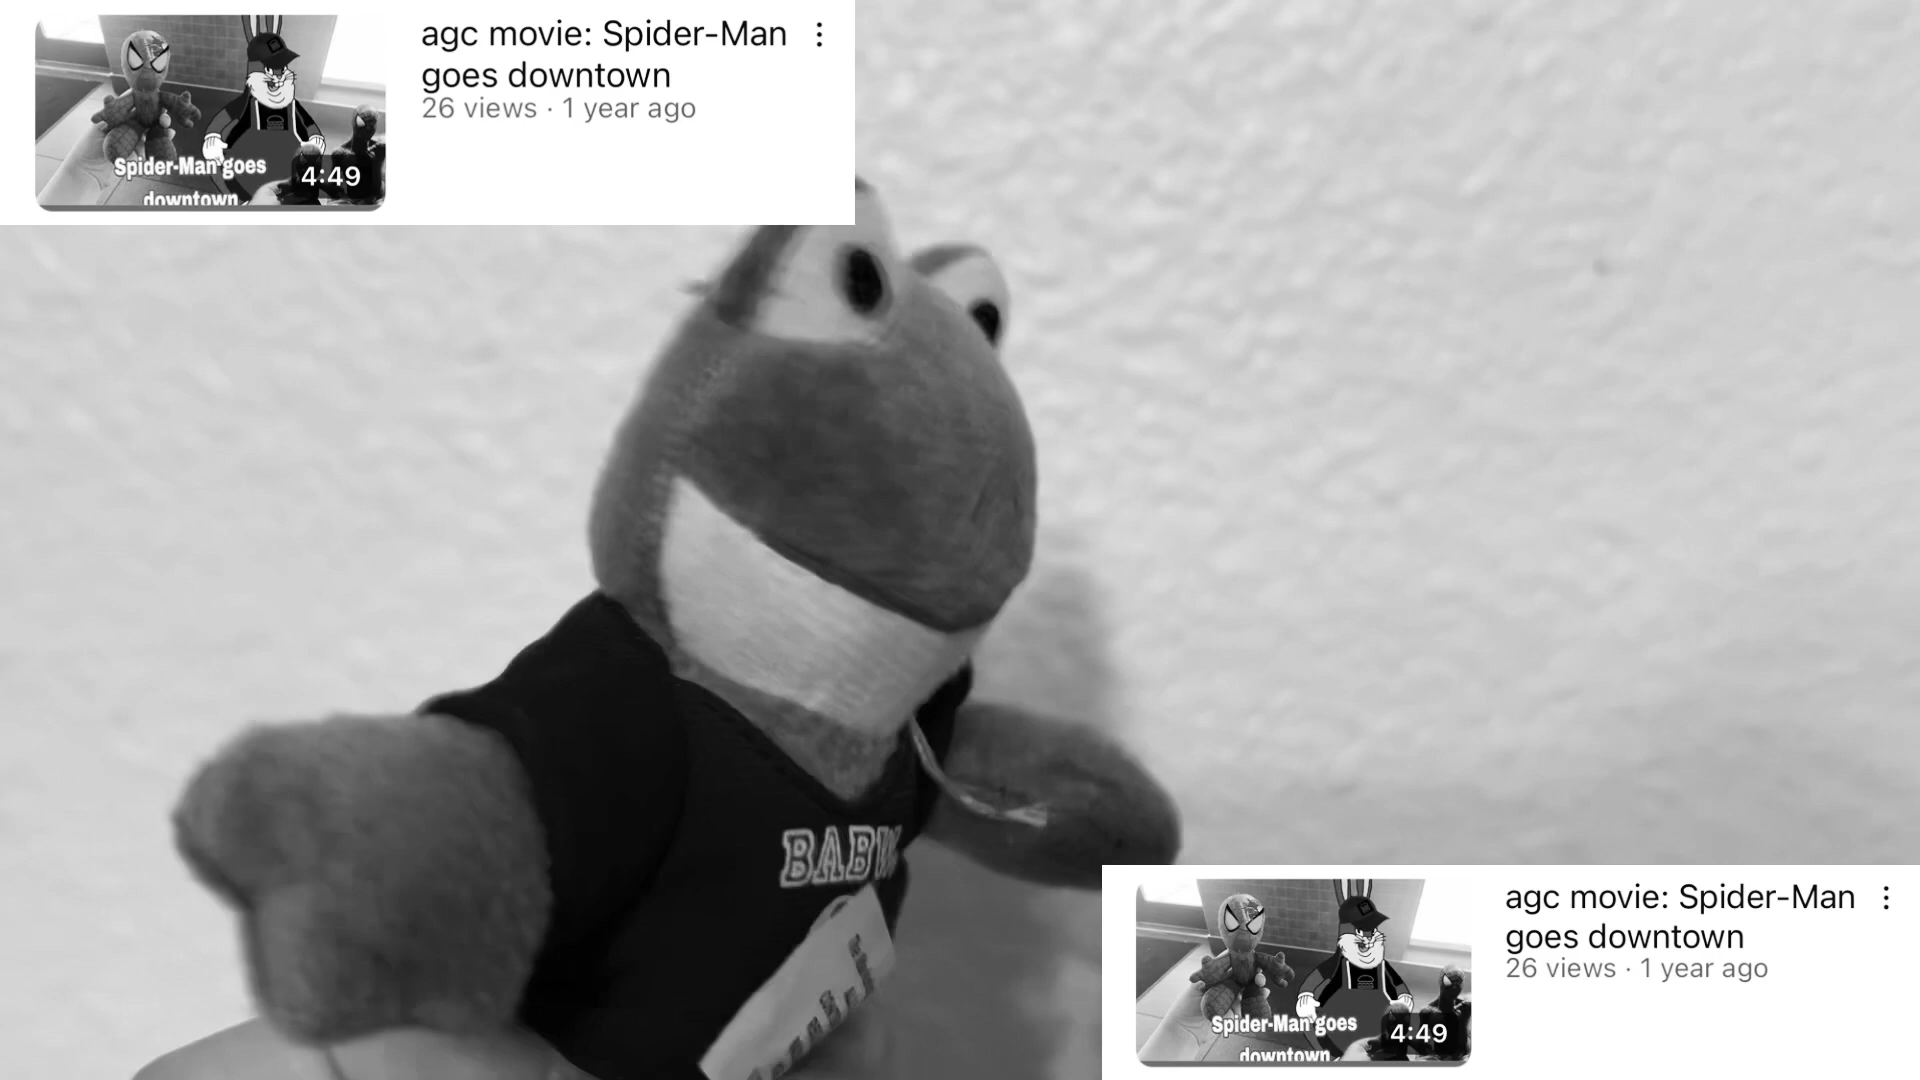 agc movie: Spider-Man
goes downtown
26 views · 1 year ago
Spider-Man goes
downtown
4:49
agc movie: Spider-Man
goes downtown
26 views · 1 year ago
Spider-Man goes
downtown
4:49